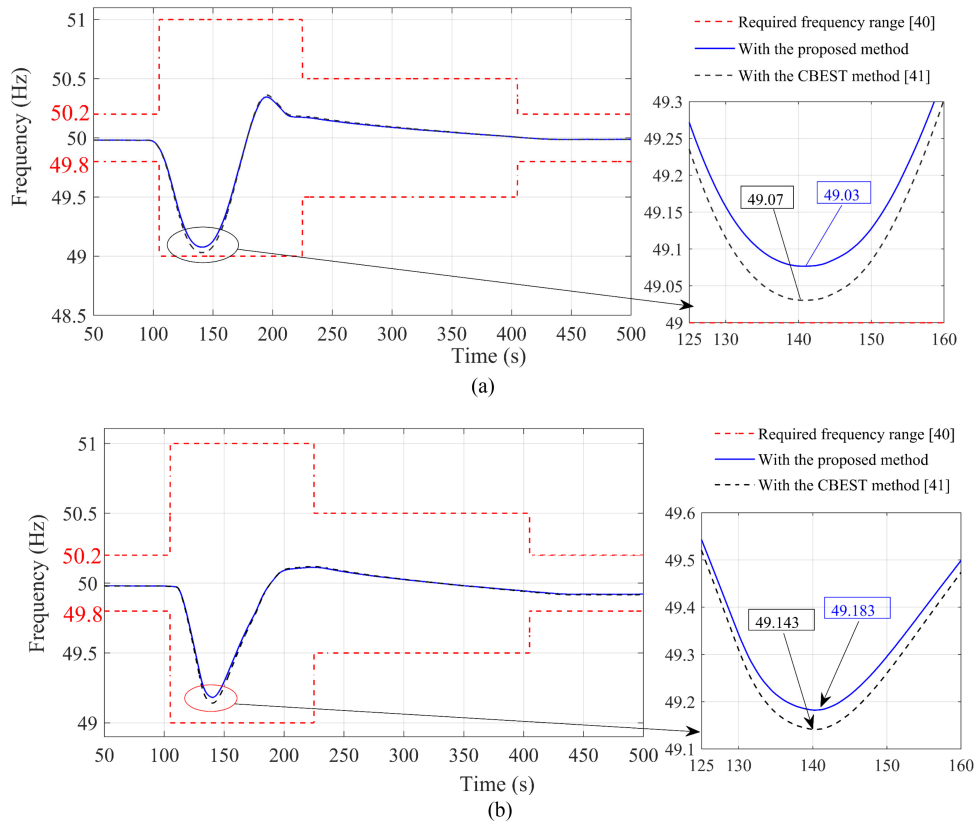 51
50.5
50.2
50
49.8
49.5
49
48.5
Frequency (Hz)
50 100 150 200 250 300 350 400 450 500
Time (s)
Required frequency range [40]
With the proposed method
With the CBEST method [41]
49.3
49.25
49.2
49.15
49.1
49.05
49
49.07
49.03
125 130 140 150 160
(a)
51
50.5
50.2
50
49.8
49.5
49
Frequency (Hz)
50 100 150 200 250 300 350 400 450 500
Time (s)
Required frequency range [40]
With the proposed method
With the CBEST method [41]
49.6
49.5
49.4
49.3
49.2
49.1
49.143
49.183
125 130 140 150 160
(b)